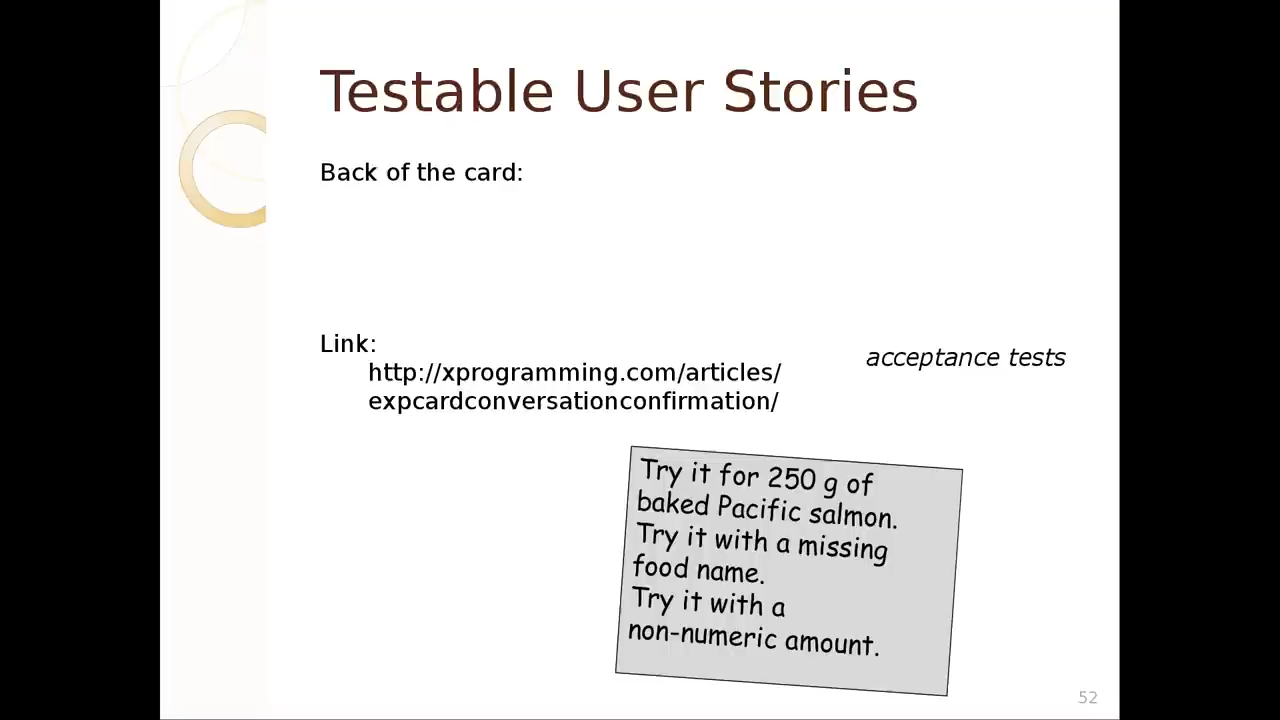 Testable User Stories
Back of the card:
Link:
http://xprogramming.com/articles/
expcardconversationconfirmation/
acceptance tests
Try it for 250 g of
baked Pacific salmon.
Try it with a missing
food name.
Try it with a
non-numeric amount.
52